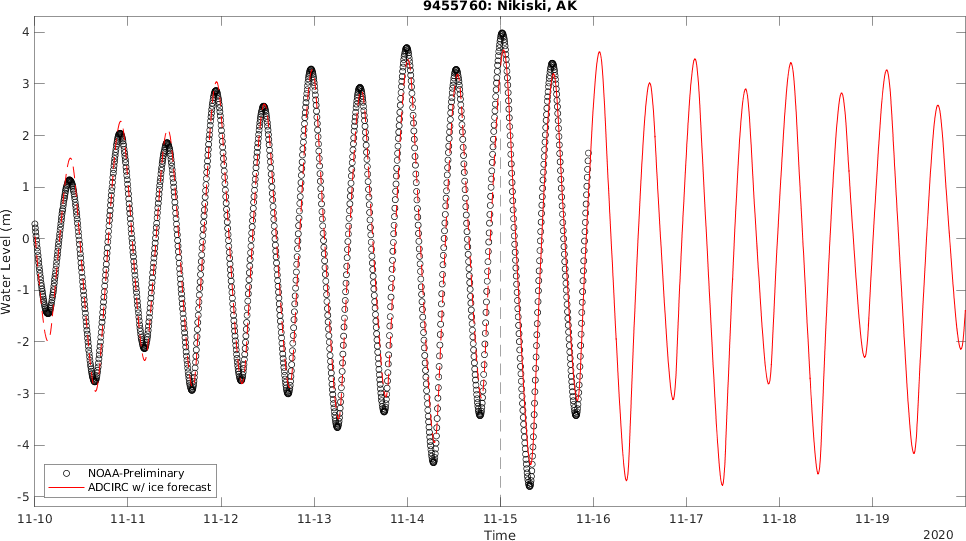 9455760: Nikiski, AK
4
3
2
1
0
-1
-2
-3
-4
-5
Water Level (m)
NOAA-Preliminary
ADCIRC w/ ice forecast
11-10 11-11 11-12 11-13 11-14 11-15 11-16 11-17 11-18 11-19
Time
2020